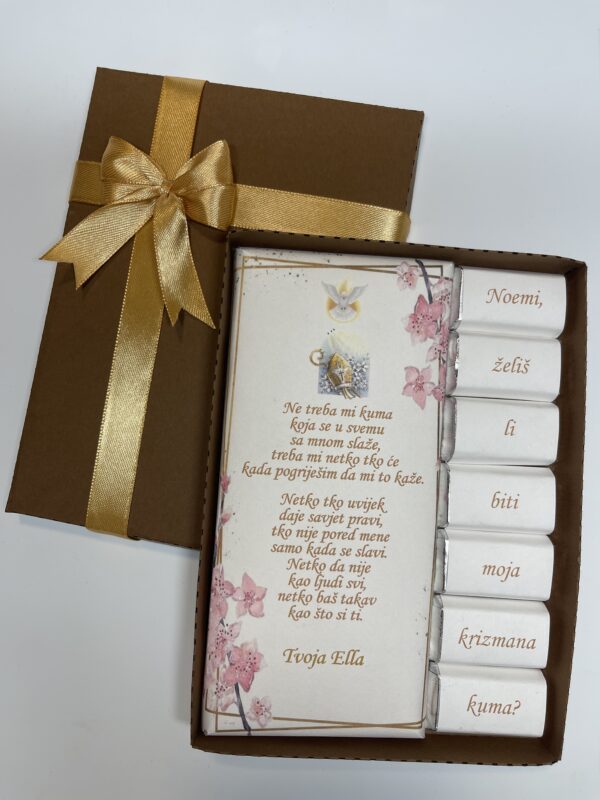 Ne treba mi kuma
koja se u svemu
sa mnom slaže,
treba mi netko tko će
kada pogriješim da mi to kaže.
Netko tko uvijek
daje savjet pravi,
tko nije pored mene
samo kada se slavi.
Netko da nije
kao ljudi svi,
netko baš takav
kao što si ti.
Tvoja Ella
Noemi,
želiš
li
biti
moja
krizmana
kuma?